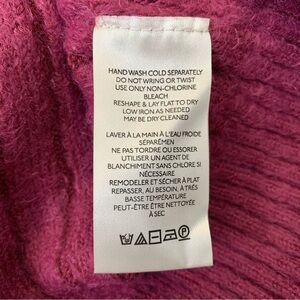 HAND WASH COLD SEPARATELY
DO NOT WRING OR TWIST
USE ONLY NON-CHLORINE
BLEACH
RESHAPE & LAY FLAT TO DRY
LOW IRON AS NEEDED
MAY BE DRY CLEANED
LAVER À LA MAIN À L'EAU FROIDE
SÉPARÉMEN
NE PAS TORDRE OU ESSORER
UTILISER UN AGENT DE
BLANCHIMENT SANS CHLORE SI
NÉCESSAIRE
REMODELER ET SÉCHER À PLAT
REPASSER, AU BESOIN, À TRÉS
BASSE TEMPÉRATURE
PEUT-ÊTRE ÊTRE NETTOYÉE
À SEC
P